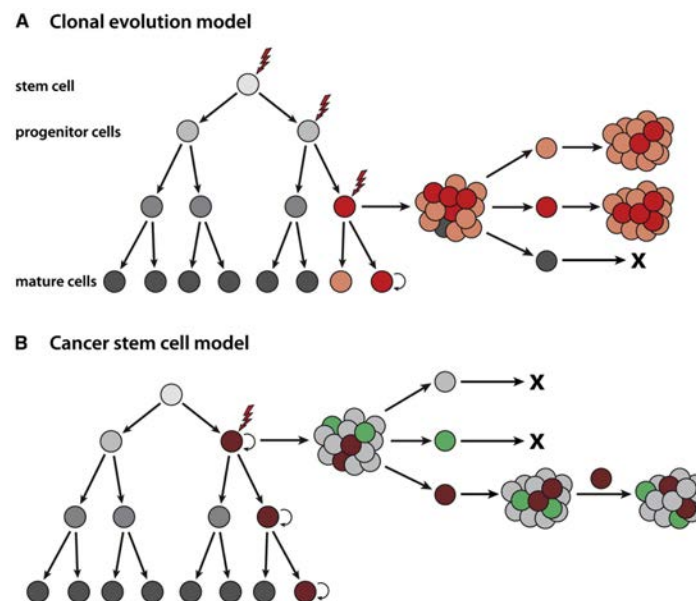 A Clonal evolution model
stem cell
progenitor cells
mature cells
X
B Cancer stem cell model
X
X